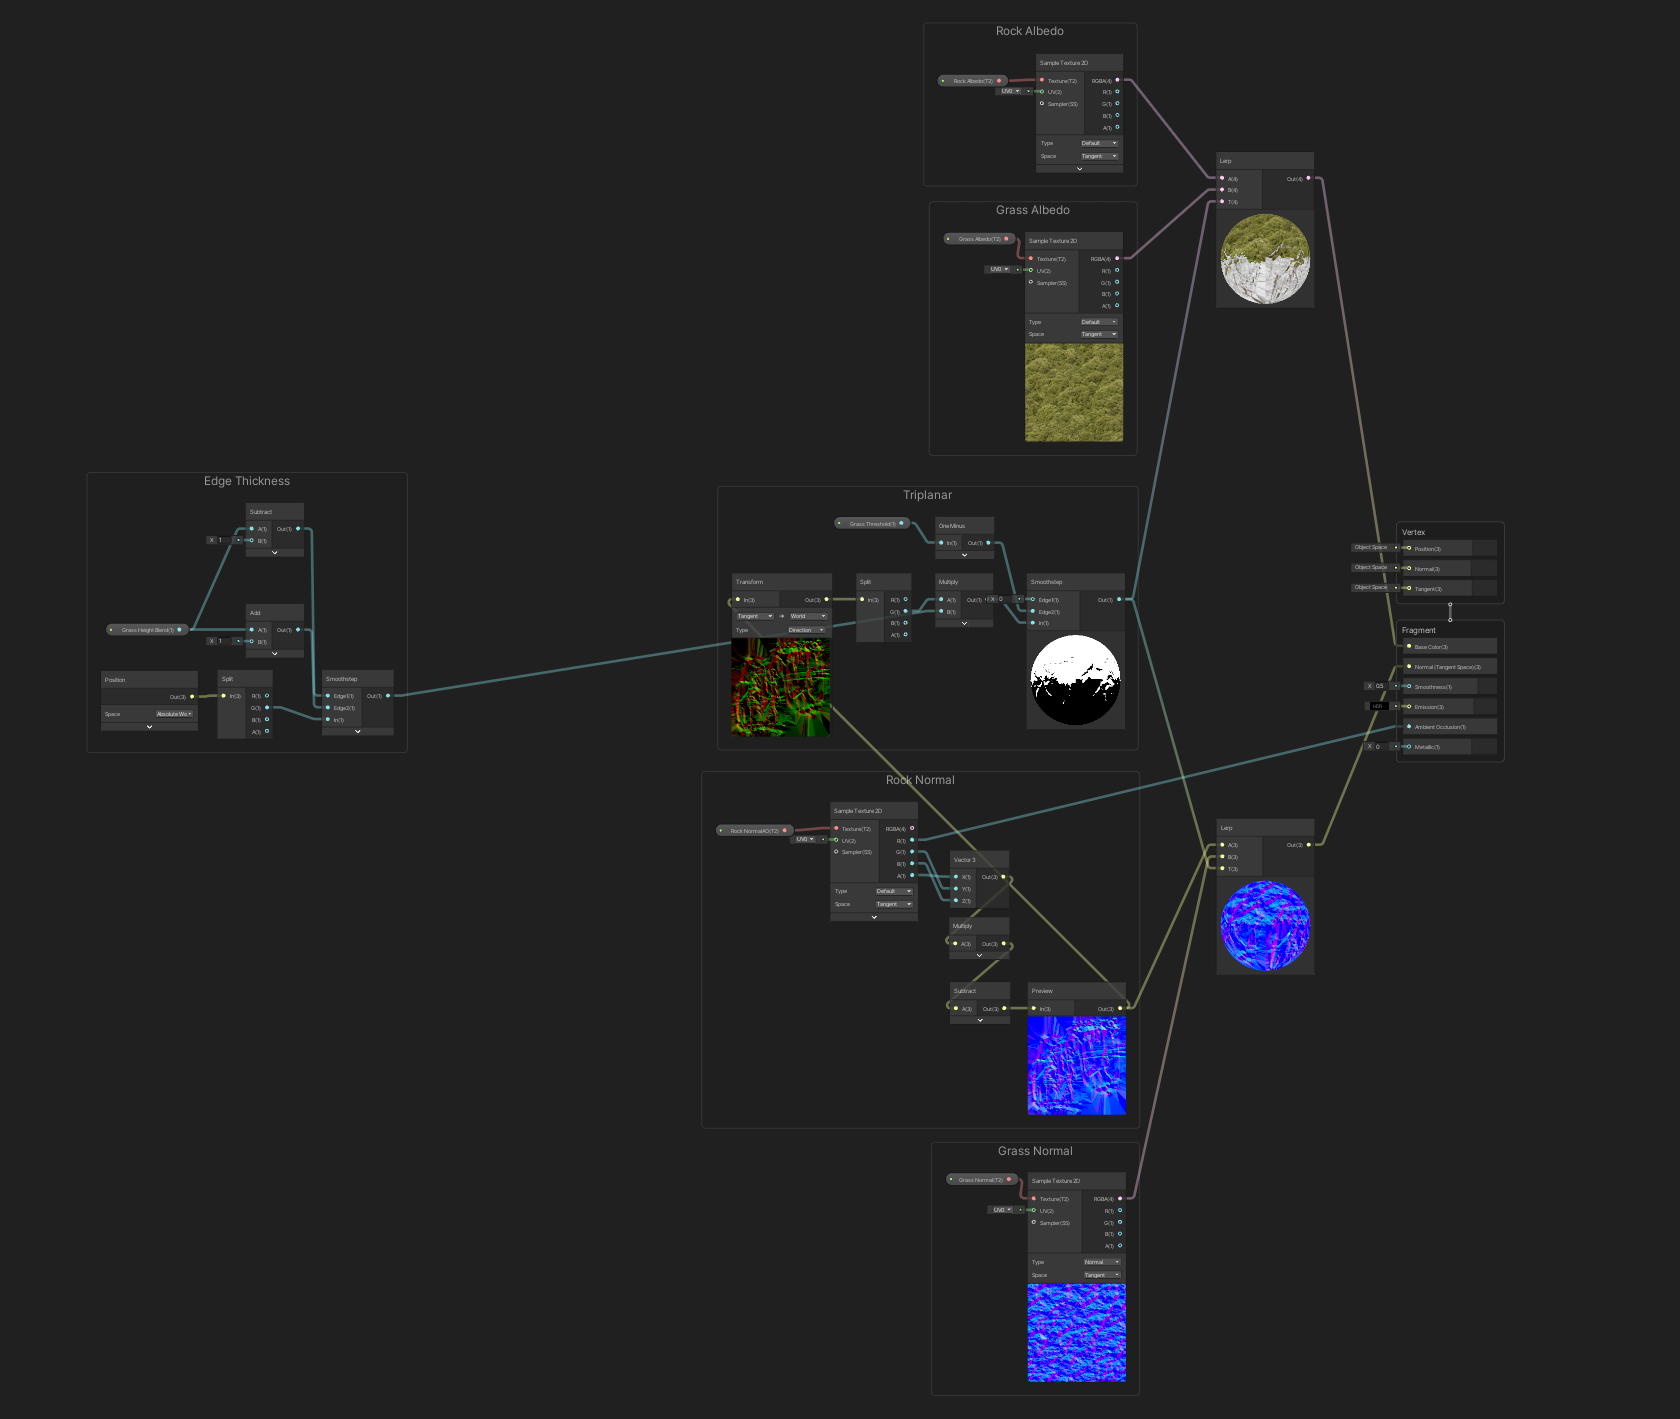 Rock Albedo
Sample Texture 2D
Rock Albedo(T2)
Texture(T2)
RGBA(4)
UV0
UV(2)
R(1)
Sampler(SS)
G(1)
B(1)
A(1)
Type
Default
Space
Tangent
Grass Albedo
Grass Albedo(T2)
Sample Texture 2D
Texture(T2)
RGBA(4)
UV0
UV(2)
R(1)
Sampler(SS)
G(1)
B(1)
A(1)
Type
Default
Space
Tangent
Lerp
A(4)
Out(4)
B(4)
T(4)
Edge Thickness
Subtract
A(1)
Out(1)
X 1
B(1)
Add
Grass Height Blend(1)
A(1)
Out(1)
X 1
B(1)
Position
Out(3)
Space
Absolute Wo
Split
In(3)
R(1)
G(1)
B(1)
A(1)
Smoothstep
Edge1(1)
Out(1)
Edge2(1)
In(1)
Triplanar
Grass Threshold(1)
One Minus
In(1)
Out(1)
Transform
In(3)
Out(3)
Tangent
World
Type
Direction
Split
In(3)
R(1)
G(1)
B(1)
A(1)
Multiply
A(1)
Out(1)
B(1)
X 0
Smoothstep
Edge1(1)
Out(1)
Edge2(1)
In(1)
Vertex
Object Space
Position(3)
Object Space
Normal(3)
Object Space
Tangent(3)
Fragment
Base Color(3)
Normal (Tangent Space)(3)
X 0.5
Smoothness(1)
HDR
Emission(3)
Ambient Occlusion(1)
X 0
Metallic(1)
Rock Normal
Sample Texture 2D
Rock NormalAO(T2)
Texture(T2)
RGBA(4)
UV0
UV(2)
R(1)
Sampler(SS)
G(1)
B(1)
A(1)
Type
Default
Space
Tangent
Vector 3
X(1)
Out(3)
Y(1)
Z(1)
Multiply
A(3)
Out(3)
Subtract
A(3)
Out(3)
Preview
In(3)
Out(3)
Lerp
A(3)
Out(3)
B(3)
T(3)
Grass Normal
Grass Normal(T2)
Sample Texture 2D
Texture(T2)
RGBA(4)
UV0
UV(2)
R(1)
Sampler(SS)
G(1)
B(1)
A(1)
Type
Normal
Space
Tangent